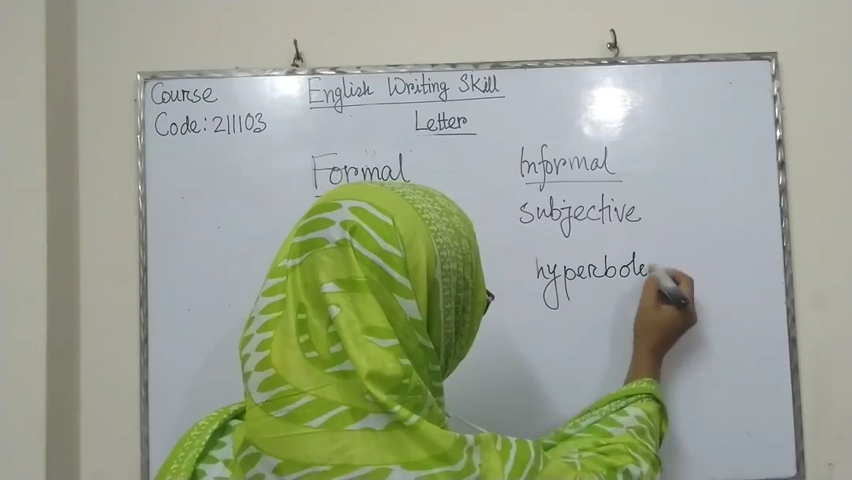 Course English Writing Skill
Code: 211103 Letter
Formal Informal
subjective
hyperbole